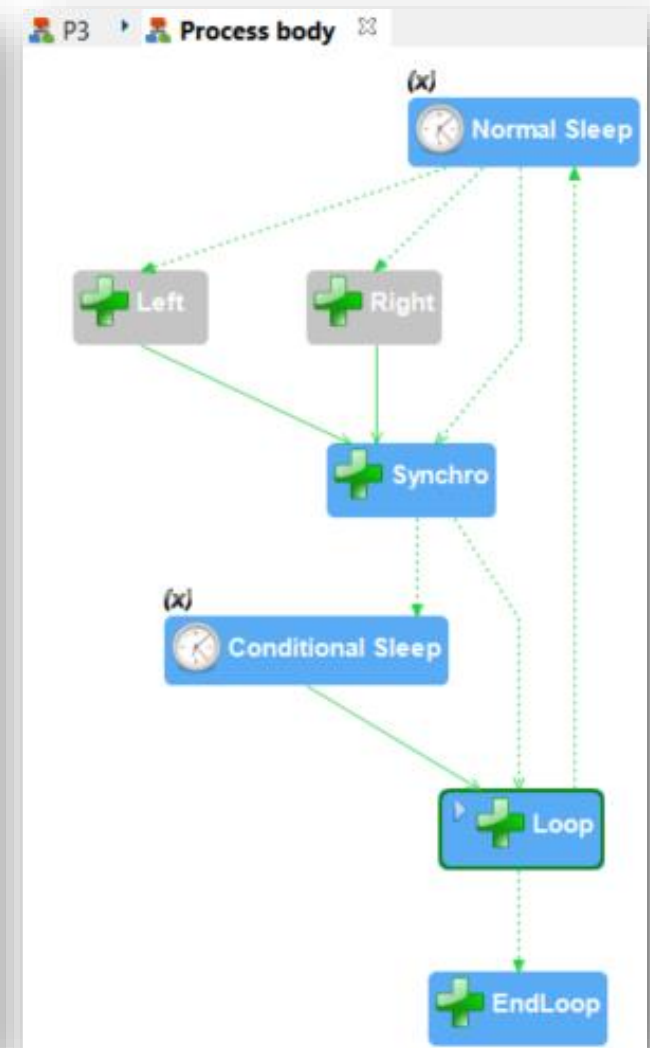 P3 Process body
(x)
Normal Sleep
Left Right
Synchro
(x)
Conditional Sleep
Loop
EndLoop